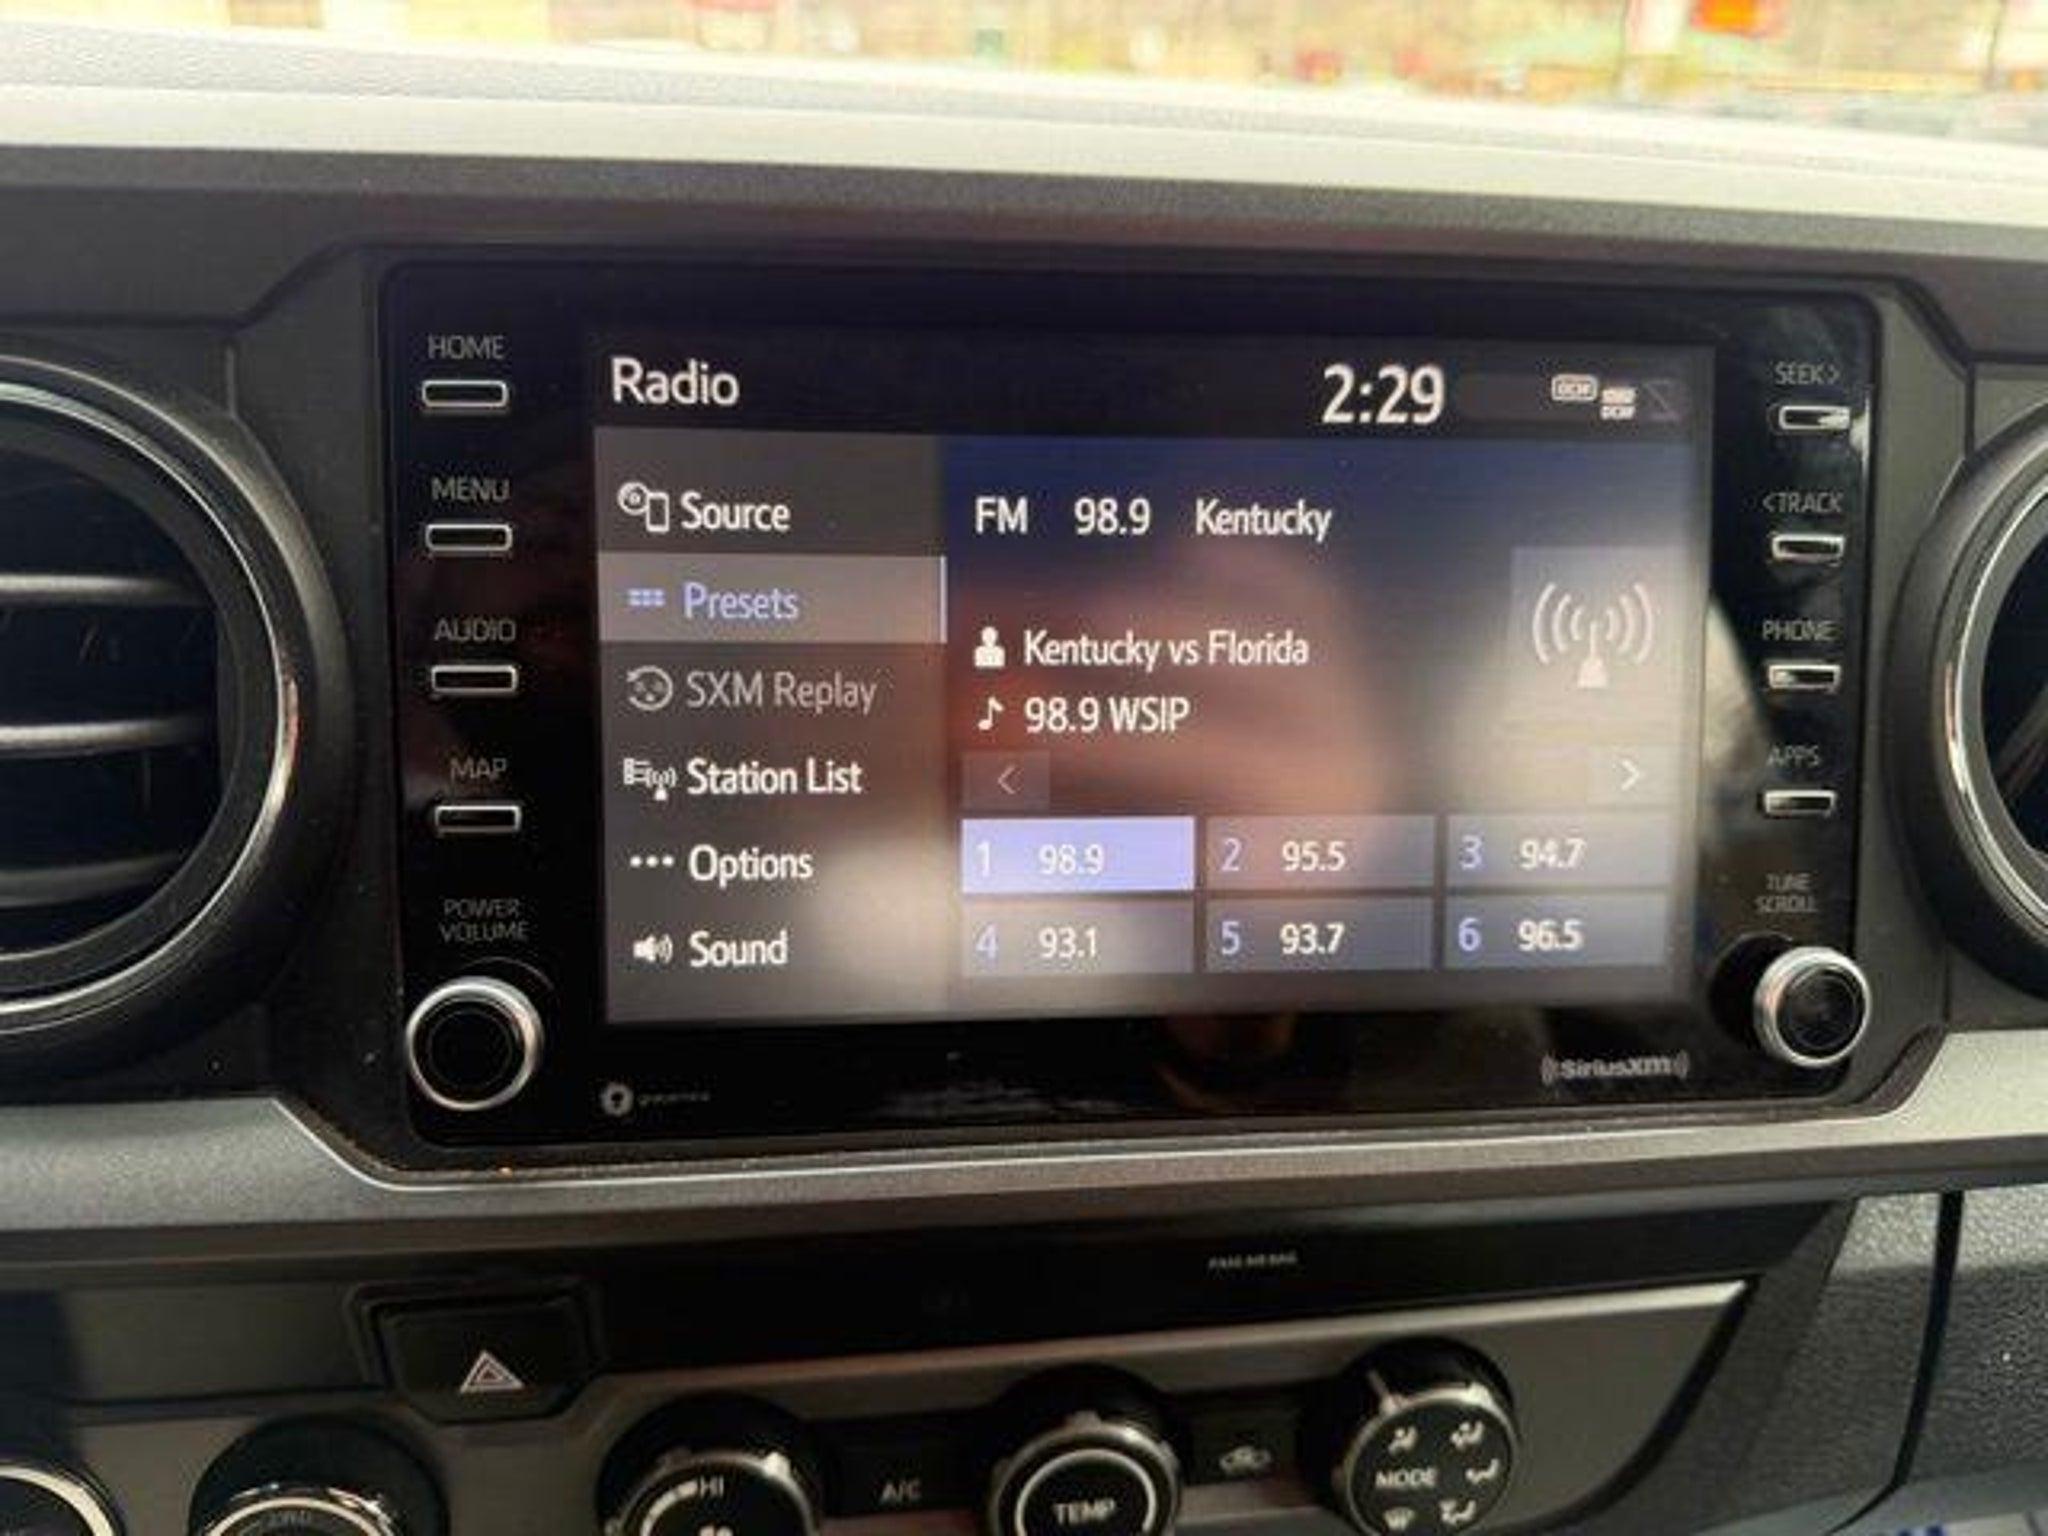 HOME
MENU
AUDIO
MAP
POWER
VOLUME
Radio
2:29
Source
Presets
SXM Replay
Station List
Options
Sound
FM 98.9 Kentucky
Kentucky vs Florida
98.9 WSIP
1 98.9
2 95.5
3 94.7
4 93.1
5 93.7
6 96.5
SEEK>
<TRACK
PHONE
APPS
TUNE
SCROLL
gracenote
SiriusXM
HI
A/C
TEMP
MODE